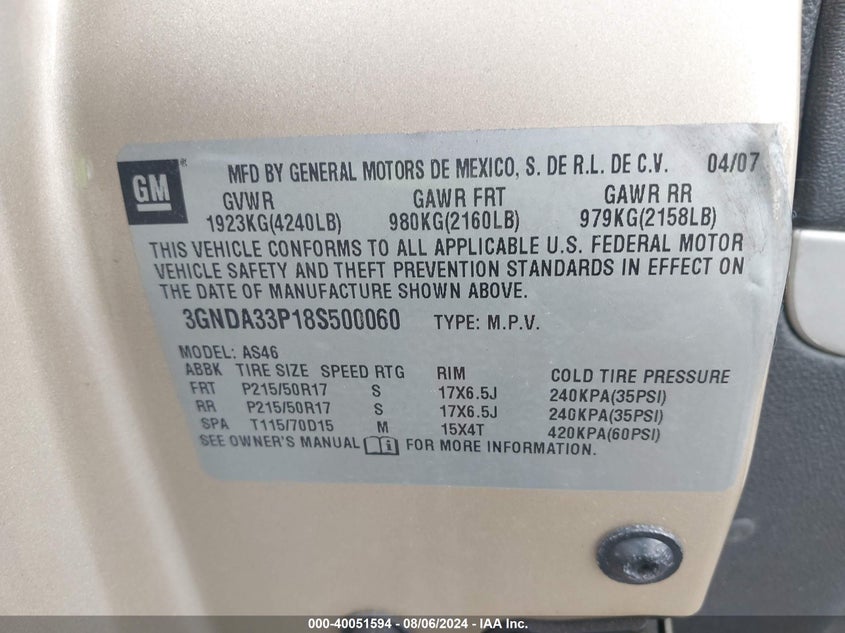 GM ® MFD BY GENERAL MOTORS DE MEXICO, S. DE R.L. DE C.V. 04/07
GVWR GAWR FRT GAWR RR
1923KG(4240LB) 980KG(2160LB) 979KG(2158LB)
THIS VEHICLE CONFORMS TO ALL APPLICABLE U.S. FEDERAL MOTOR
VEHICLE SAFETY AND THEFT PREVENTION STANDARDS IN EFFECT ON
THE DATE OF MANUFACTURE SHOWN ABOVE.
3GNDA33P18S500060 TYPE: M.P.V.
MODEL: AS46
ABBK TIRE SIZE SPEED RTG RIM COLD TIRE PRESSURE
FRT P215/50R17 S 17X6.5J 240KPA(35PSI)
RR P215/50R17 S 17X6.5J 240KPA(35PSI)
SPA T115/70D15 M 15X4T 420KPA(60PSI)
SEE OWNER'S MANUAL i FOR MORE INFORMATION.
000-40051594 - 08/06/2024 - IAA Inc.